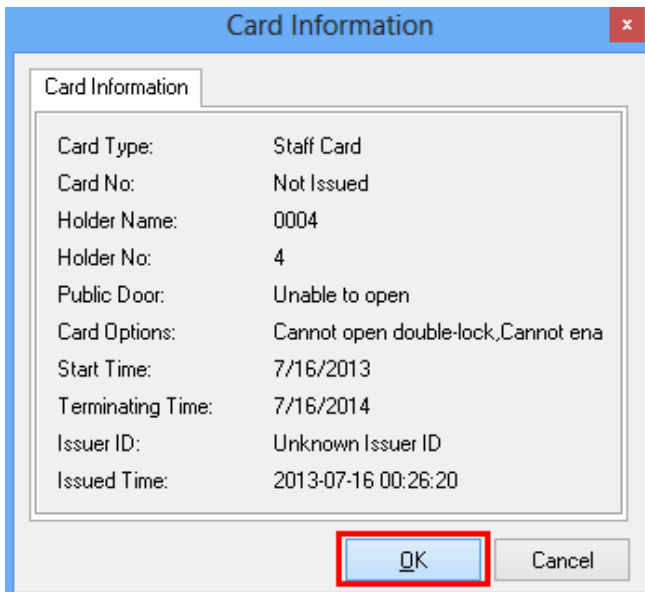 Card Information
x
Card Information
Card Type: Staff Card
Card No: Not Issued
Holder Name: 0004
Holder No: 4
Public Door: Unable to open
Card Options: Cannot open double-lock,Cannot ena
Start Time: 7/16/2013
Terminating Time: 7/16/2014
Issuer ID: Unknown Issuer ID
Issued Time: 2013-07-16 00:26:20
OK Cancel